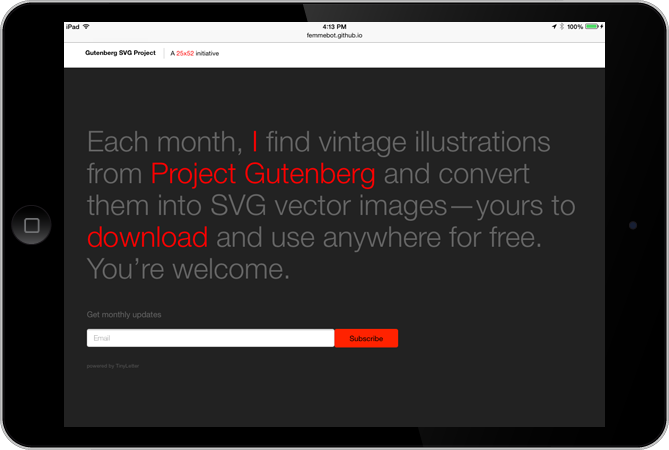 iPad 4:13 PM 100%
femmebot.github.io
Gutenberg SVG Project A 25x52 initiative
Each month, I find vintage illustrations
from Project Gutenberg and convert
them into SVG vector images—yours to
download and use anywhere for free.
You’re welcome.
Get monthly updates
Email Subscribe
powered by TinyLetter